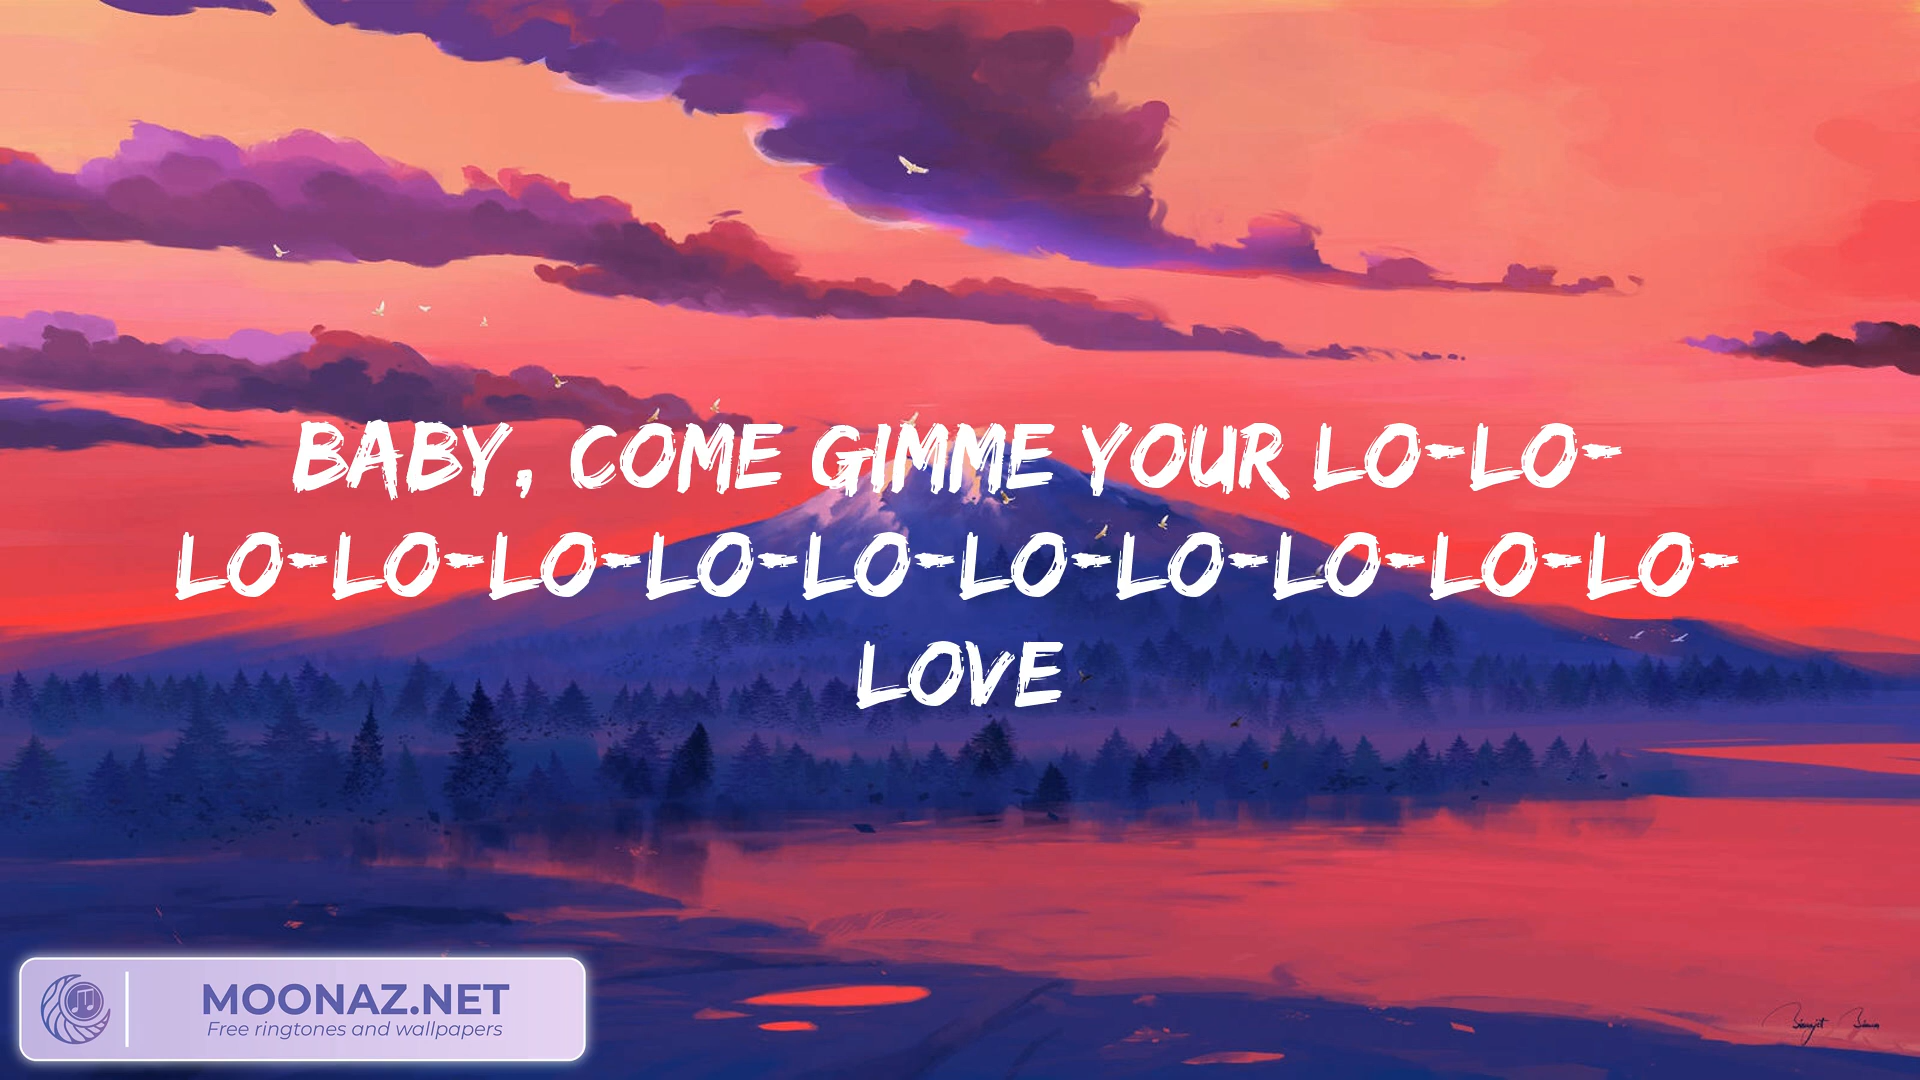 BABY, COME GIMME YOUR LO-LO-
LO-LO-LO-LO-LO-LO-LO-LO-LO-LO-
LOVE
MOONAZ.NET
Free ringtones and wallpapers